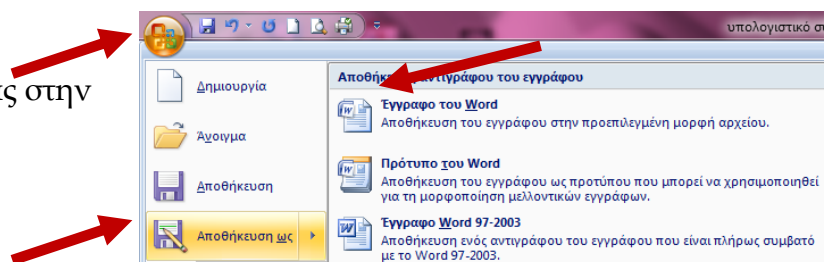 υπολογιστικό
ς στην
Δημιουργία
Άνοιγμα
Αποθήκευση
Αποθήκευση ως
του εγγράφου
Έγγραφο του Word
Αποθήκευση του εγγράφου στην προεπιλεγμένη μορφή αρχείου.
Πρότυπο του Word
Αποθήκευση του εγγράφου ως προτύπου που μπορεί να χρησιμοποιηθεί
για τη μορφοποίηση μελλοντικών εγγράφων.
Έγγραφο Word 97-2003
Αποθήκευση ενός αντιγράφου του εγγράφου που είναι πλήρως συμβατό
με το Word 97-2003.